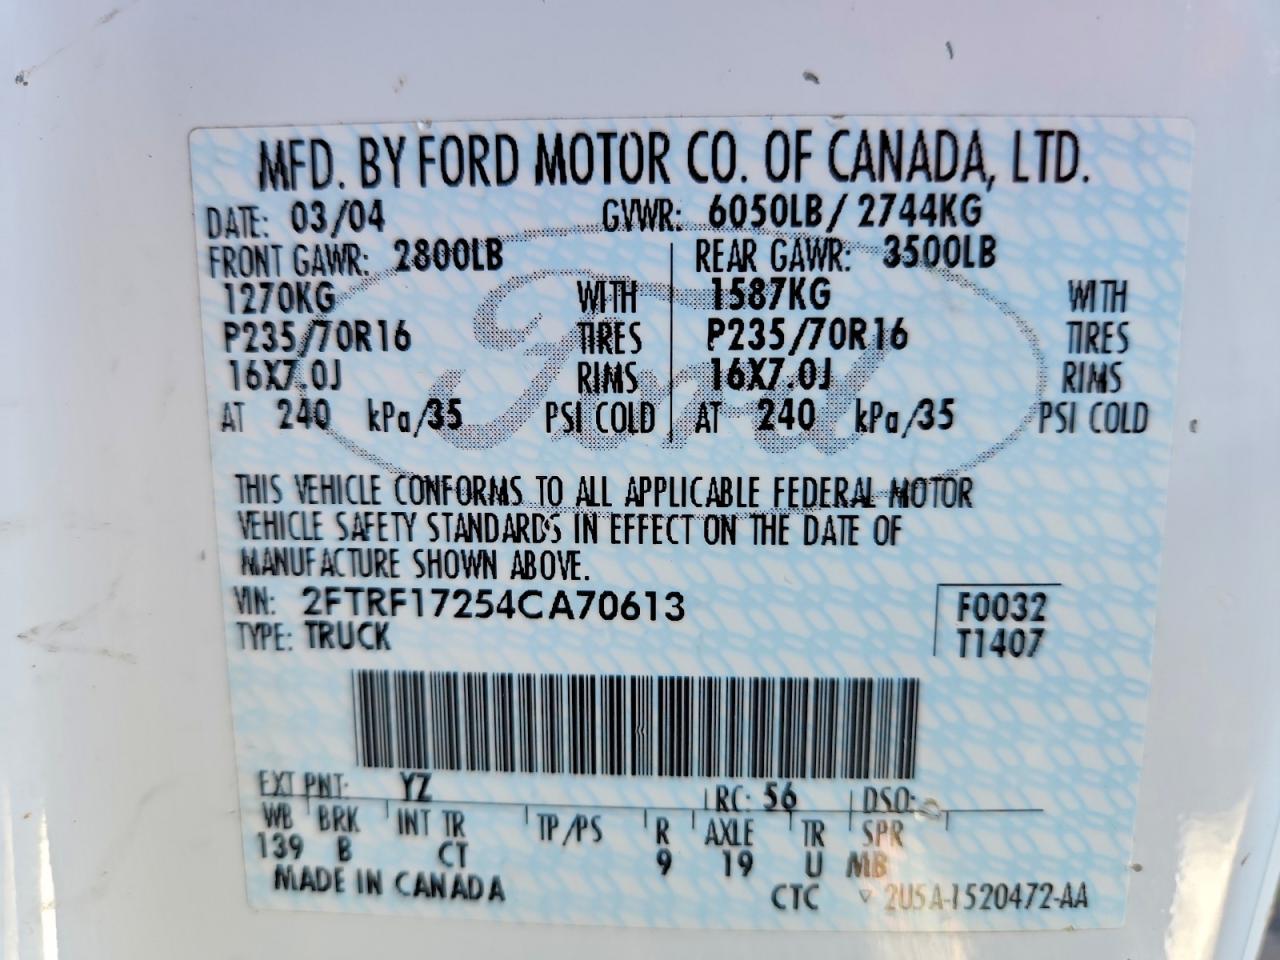 MFD. BY FORD MOTOR CO. OF CANADA, LTD.
DATE: 03/04 GVWR: 6050LB / 2744KG
FRONT GAWR: 2800LB REAR GAWR: 3500LB
1270KG WITH 1587KG WITH
P235/70R16 TIRES P235/70R16 TIRES
16X7.0J RIMS 16X7.0J RIMS
AT 240 kPa/35 PSI COLD AT 240 kPa/35 PSI COLD
Ford
THIS VEHICLE CONFORMS TO ALL APPLICABLE FEDERAL MOTOR
VEHICLE SAFETY STANDARDS IN EFFECT ON THE DATE OF
MANUFACTURE SHOWN ABOVE.
VIN: 2FTRF17254CA70613 F0032
TYPE: TRUCK T1407
EXT PNT: YZ RC: 56 DSO:
WB BRK INT TR TP/PS R AXLE TR SPR
139 B CT 9 19 U MB
MADE IN CANADA CTC ▽ 2U5A-1520472-AA